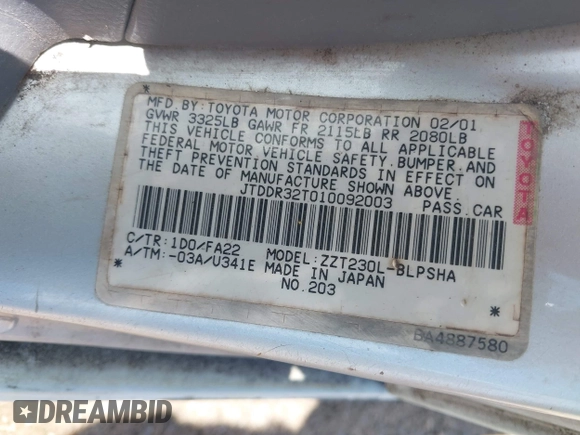 MFD BY:TOYOTA MOTOR CORPORATION 02/01
GVWR 3325LB GAWR FR 2115LB RR 2080LB
THIS VEHICLE CONFORMS TO ALL APPLICABLE
FEDERAL MOTOR VEHICLE SAFETY,BUMPER,AND
THEFT PREVENTION STANDARDS IN EFFECT ON
THE DATE OF MANUFACTURE SHOWN ABOVE.
JTDDR32T010092003 PASS.CAR
TOYOTA
C/TR:1D0/FA22 MODEL:ZZT230L-BLPSHA
A/TM:-03A/U341E MADE IN JAPAN
* NO.203 *
BA4887580
DREAMBID